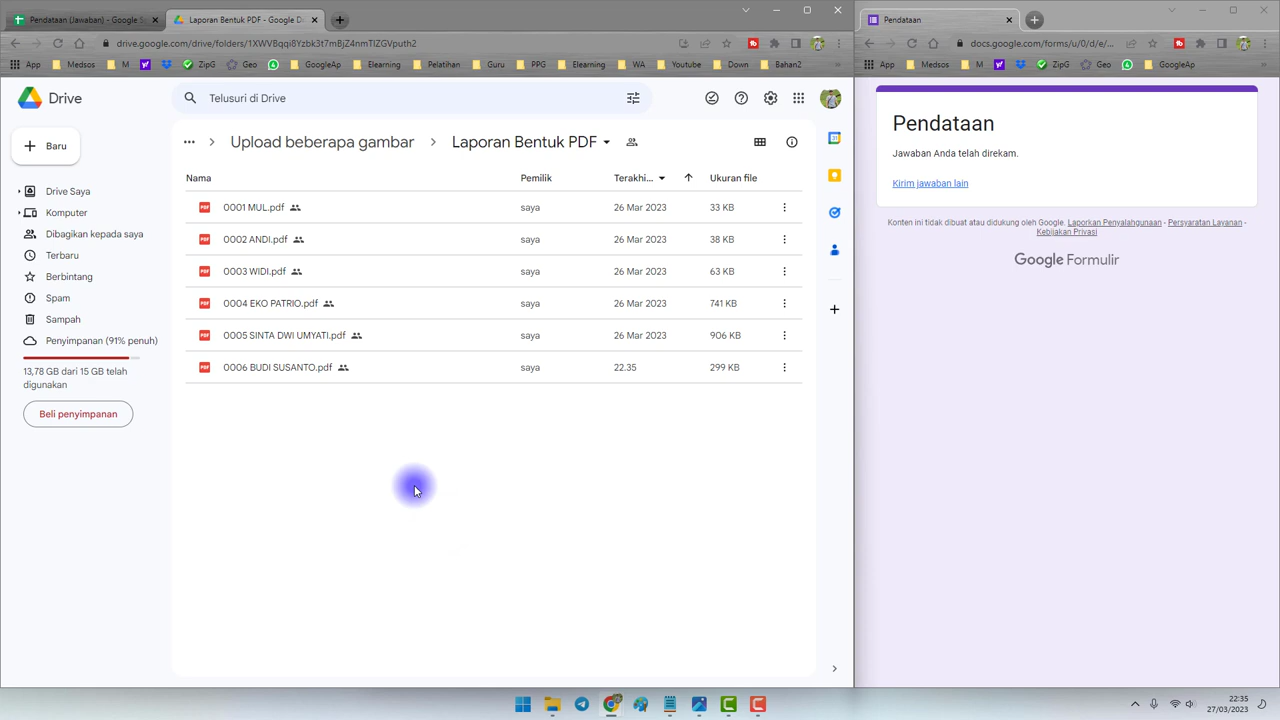 Pendataan (Jawaban) - Google S
Laporan Bentuk PDF - Google D
Pendataan
drive.google.com/drive/folders/1XWV8qqi8Yzbk3t7mBjZ4nmTIZGVputh2
docs.google.com/forms/u/0/d/e/...
App Medsos M ZipG Geo GoogleAp Elearning Pelatihan Guru PPG Elearning WA Youtube Down Bahan2 »
App Medsos M ZipG Geo GoogleAp »
Drive
Telusuri di Drive
Baru
Upload beberapa gambar
Laporan Bentuk PDF
Drive Saya
Komputer
Dibagikan kepada saya
Terbaru
Berbintang
Spam
Sampah
Penyimpanan (91% penuh)
13,78 GB dari 15 GB telah
digunakan
Beli penyimpanan
Nama Pemilik Terakhi... Ukuran file
0001 MUL.pdf saya 26 Mar 2023 33 KB
0002 ANDI.pdf saya 26 Mar 2023 38 KB
0003 WIDI.pdf saya 26 Mar 2023 63 KB
0004 EKO PATRIO.pdf saya 26 Mar 2023 741 KB
0005 SINTA DWI UMYATI.pdf saya 26 Mar 2023 906 KB
0006 BUDI SUSANTO.pdf saya 22.35 299 KB
Pendataan
Jawaban Anda telah direkam.
Kirim jawaban lain
Konten ini tidak dibuat atau didukung oleh Google. Laporkan Penyalahgunaan - Persyaratan Layanan -
Kebijakan Privasi
Google Formulir
22:35
27/03/2023